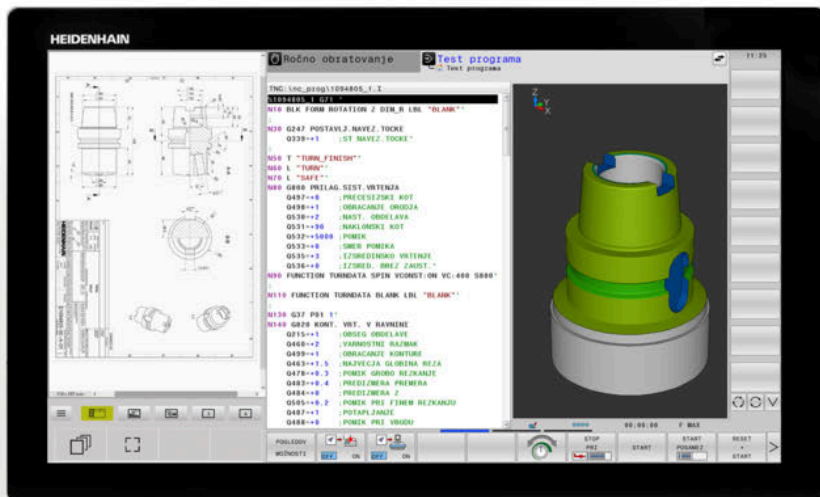 HEIDENHAIN
Ročno obratovanje
Test programa
Test programa
11:25
TNC:\nc_prog\1094805_1.I
%1094805_1 G71 *
N10 BLK FORM ROTATION Z DIM_R LBL "BLANK"*
;
N30 G247 POSTAVLJ.NAVEZ.TOCKE
Q339=+1 ;ST NAVEZ.TOCKE*
;
N50 T "TURN_FINISH"*
N60 L "TURN"*
N70 L "SAFE"*
N80 G800 PRILAG.SIST.VRTENJA
Q497=+0 ;PRECESIJSKI KOT
Q498=+1 ;OBRACANJE ORODJA
Q530=+2 ;NAST. OBDELAVA
Q531=+90 ;NAKLONSKI KOT
Q532=+5000 ;POMIK
Q533=+0 ;SMER POMIKA
Q535=+3 ;IZSREDINSKO VRTENJE
Q536=+0 ;IZSRED. BREZ ZAUST.*
N90 FUNCTION TURNDATA SPIN VCONST:ON VC:400 S800*
;
N110 FUNCTION TURNDATA BLANK LBL "BLANK"*
;
N130 G37 P01 1*
N140 G820 KONT. VRT. V RAVNINE
Q215=+1 ;OBSEG OBDELAVE
Q460=+2 ;VARNOSTNI RAZMAK
Q499=+1 ;OBRACANJE KONTURE
Q463=+1.5 ;NAJVECJA GLOBINA REZA
Q478=+0.3 ;POMIK GROBO REZKANJE
Q483=+0.4 ;PREDIZMERA PREMERA
Q484=+0 ;PREDIZMERA Z
Q505=+0.2 ;POMIK PRI FINEM REZKANJU
Q487=+1 ;POTAPLJANJE
Q488=+0 ;POMIK PRI VBODU
Z
Y
X
HEIDENHAIN
00:00:00 F MAX
POGLEDOV
MOŽNOSTI
OFF ON
OFF ON
STOP
PRI
START
START
POSAMEZ
RESET
+
START